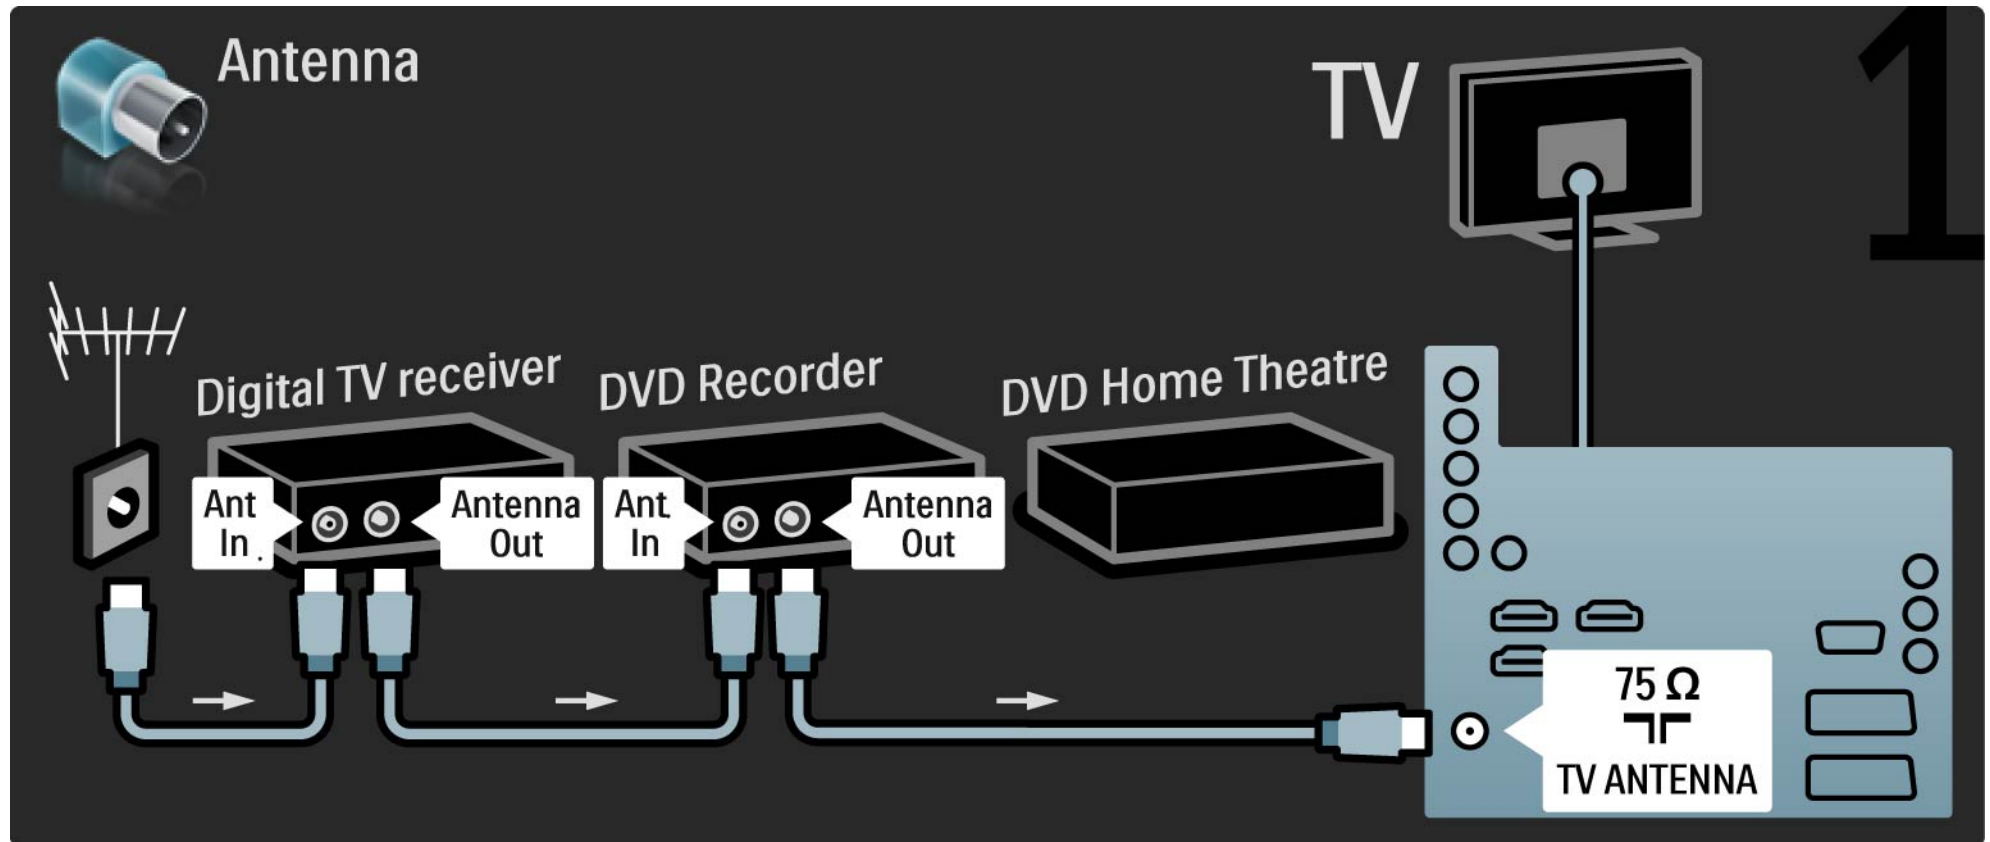 Antenna
TV
1
Digital TV receiver
DVD Recorder
DVD Home Theatre
Ant
In .
Antenna
Out
Ant.
In
Antenna
Out
75 Ω
TV ANTENNA